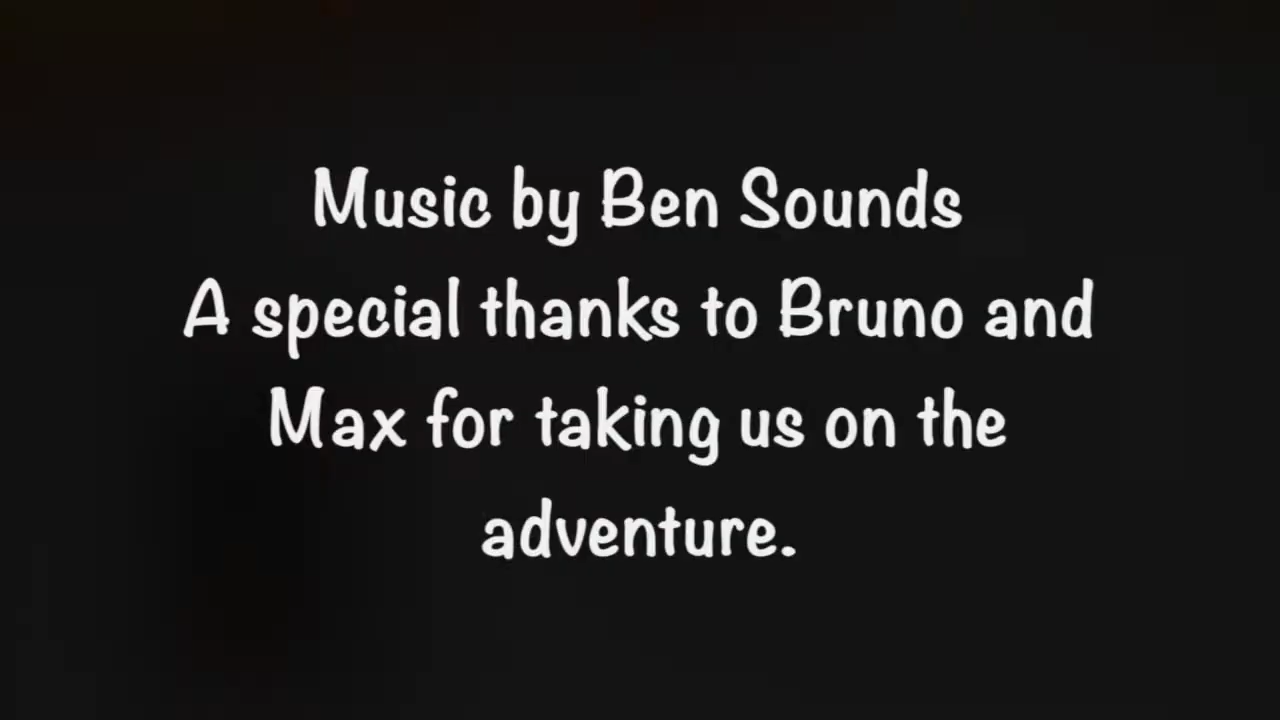 Music by Ben Sounds
A special thanks to Bruno and
Max for taking us on the
adventure.